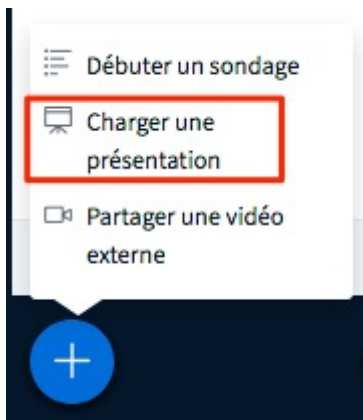 Débuter un sondage
Charger une
présentation
Partager une vidéo
externe